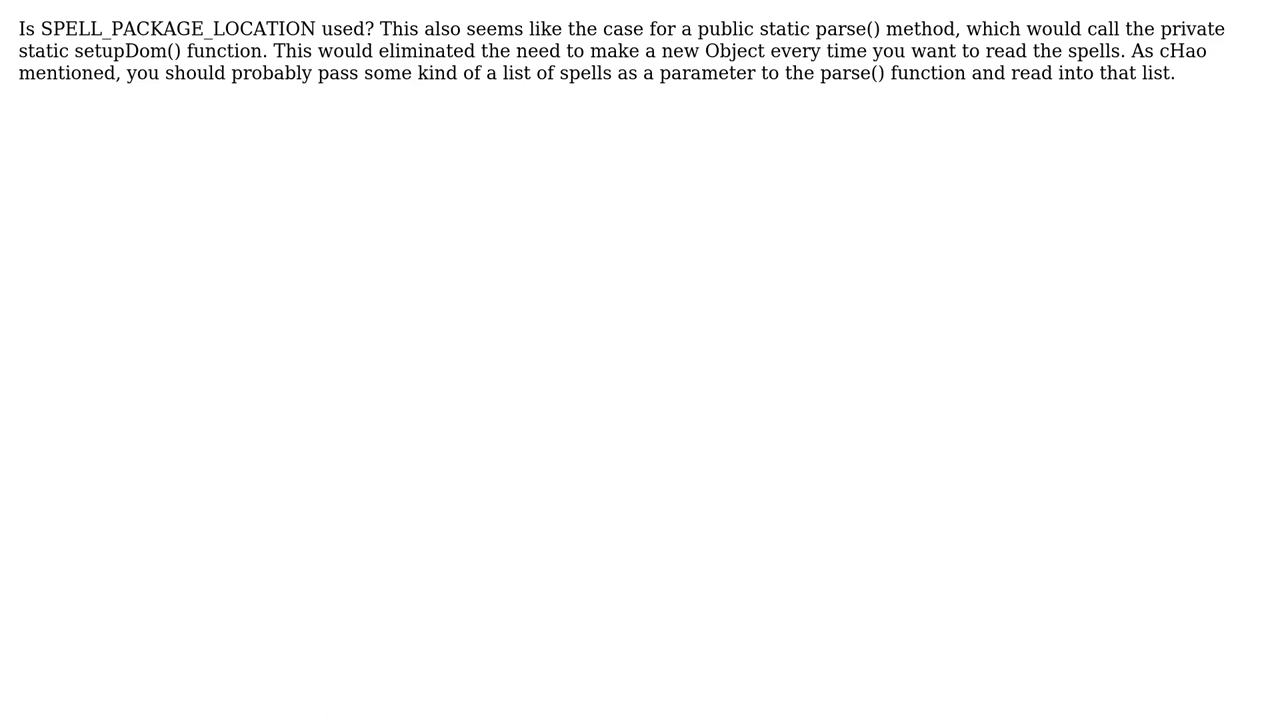 Is SPELL_PACKAGE_LOCATION used? This also seems like the case for a public static parse() method, which would call the private
static setupDom() function. This would eliminated the need to make a new Object every time you want to read the spells. As cHao
mentioned, you should probably pass some kind of a list of spells as a parameter to the parse() function and read into that list.